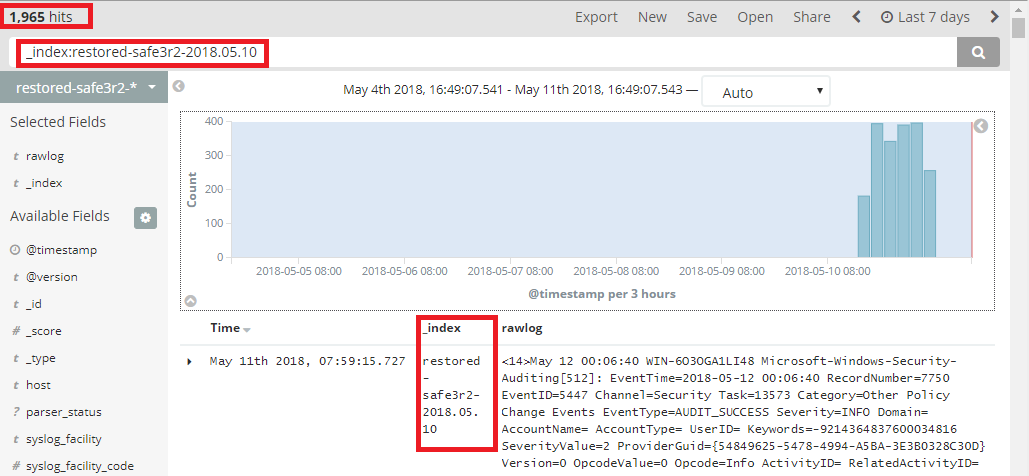 1,965 hits
Export New Save Open Share Last 7 days
_index:restored-safe3r2-2018.05.10
restored-safe3r2-*
May 4th 2018, 16:49:07.541 - May 11th 2018, 16:49:07.543 — Auto
Selected Fields
t rawlog
t _index
Available Fields
@timestamp
t @version
t _id
# _score
t _type
t host
? parser_status
t syslog_facility
# syslog_facility_code
Count
400
300
200
100
0
2018-05-05 08:00 2018-05-06 08:00 2018-05-07 08:00 2018-05-08 08:00 2018-05-09 08:00 2018-05-10 08:00
@timestamp per 3 hours
Time _index rawlog
May 11th 2018, 07:59:15.727
restored
-
safe3r2-
2018.05.
10
<14>May 12 00:06:40 WIN-6O3OGA1LI48 Microsoft-Windows-Security-
Auditing[512]: EventTime=2018-05-12 00:06:40 RecordNumber=7750
EventID=5447 Channel=Security Task=13573 Category=Other Policy
Change Events EventType=AUDIT_SUCCESS Severity=INFO Domain=
AccountName= AccountType= UserID= Keywords=-9214364837600034816
SeverityValue=2 ProviderGuid={54849625-5478-4994-A5BA-3E3B0328C30D}
Version=0 OpcodeValue=0 Opcode=Info ActivityID= RelatedActivityID=